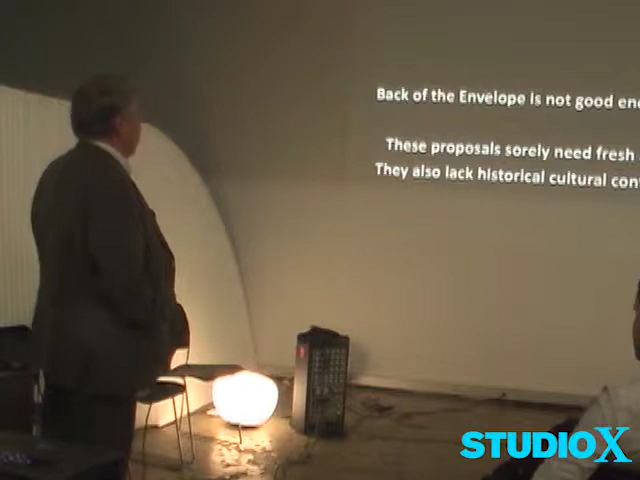 Back of the Envelope is not good
These proposals sorely need fresh
They also lack historical cultural
STUDIOX